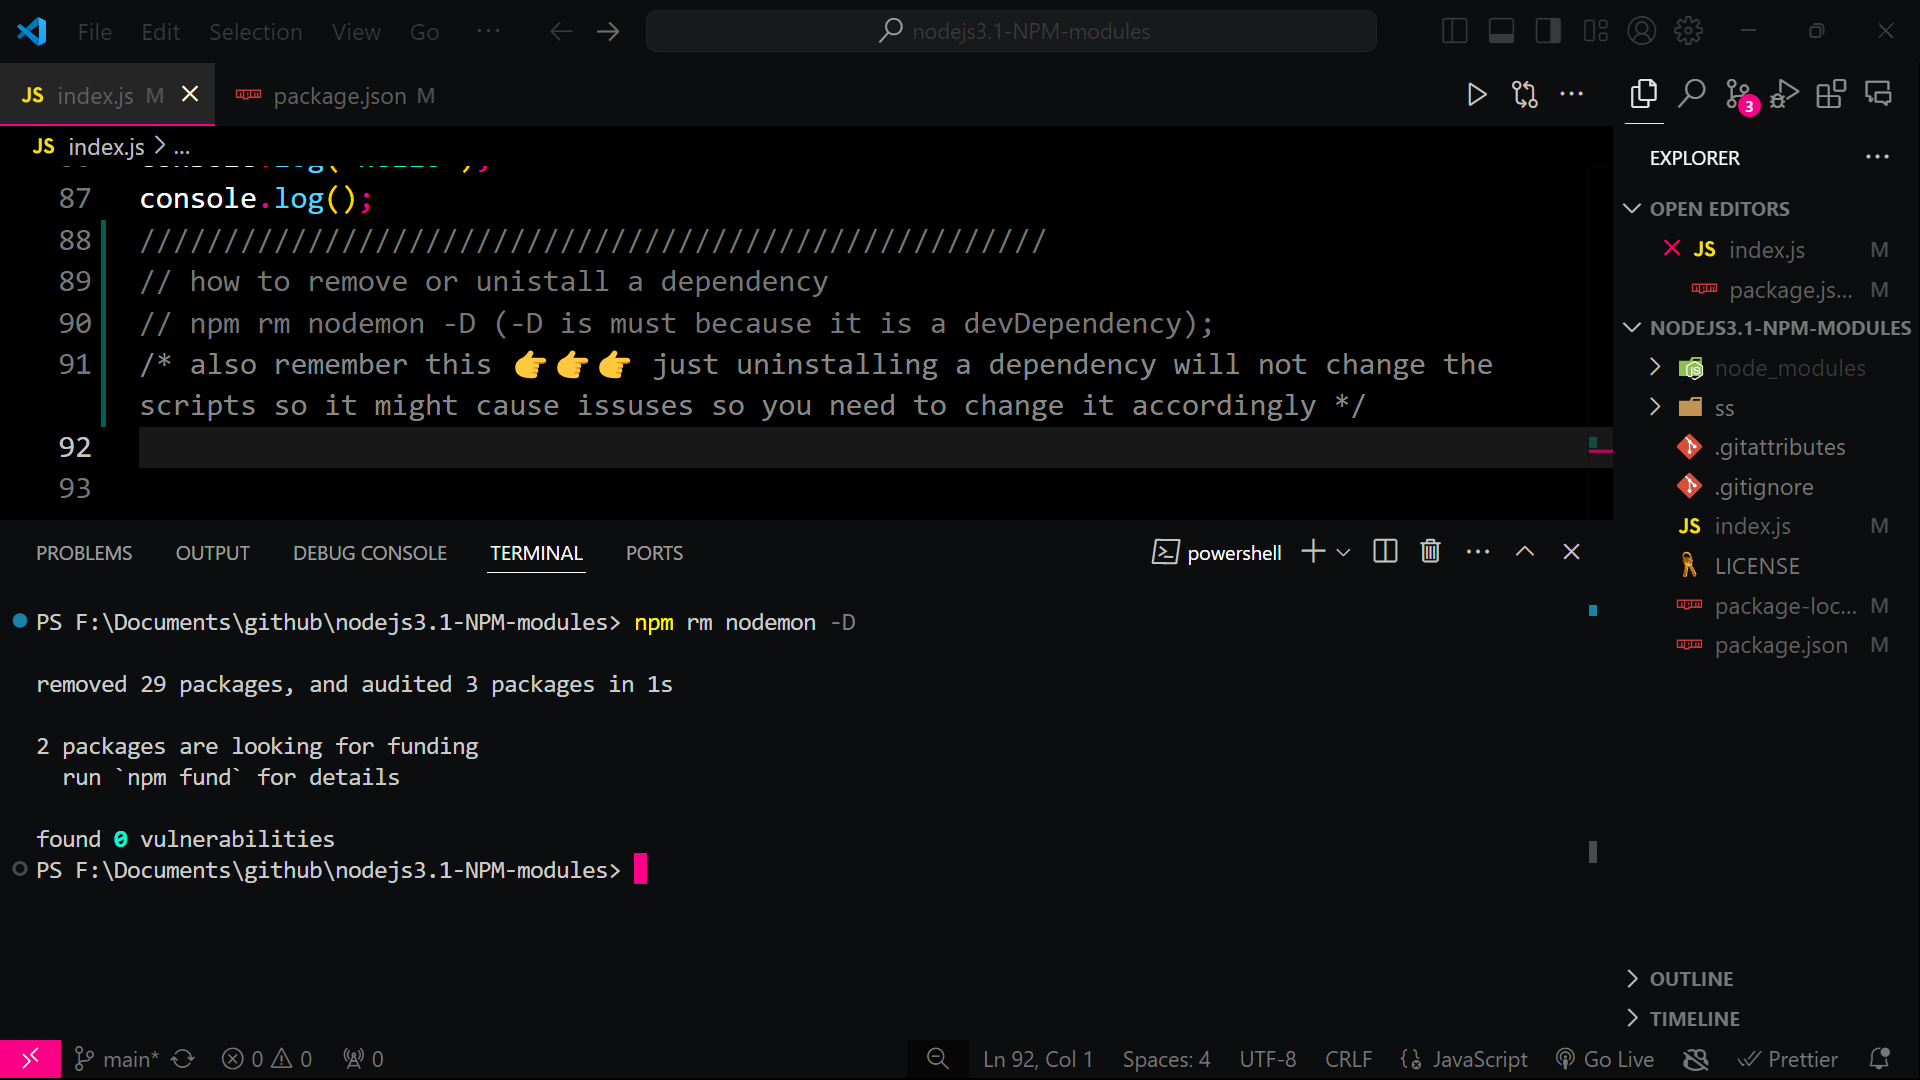 File Edit Selection View Go ... nodejs3.1-NPM-modules
JS index.js M
package.json M
JS index.js > ...
87 console.log();
88 //////////////////////////////////////////////////////
89 // how to remove or unistall a dependency
90 // npm rm nodemon -D (-D is must because it is a devDependency);
91 /* also remember this 👉👉👉 just uninstalling a dependency will not change the
scripts so it might cause issuses so you need to change it accordingly */
92
93
PROBLEMS OUTPUT DEBUG CONSOLE TERMINAL PORTS
powershell
PS F:\Documents\github\nodejs3.1-NPM-modules> npm rm nodemon -D
removed 29 packages, and audited 3 packages in 1s
2 packages are looking for funding
run `npm fund` for details
found 0 vulnerabilities
PS F:\Documents\github\nodejs3.1-NPM-modules>
3
EXPLORER
OPEN EDITORS
JS index.js M
package.js... M
NODEJS3.1-NPM-MODULES
node_modules
ss
.gitattributes
.gitignore
JS index.js M
LICENSE
package-loc... M
package.json M
OUTLINE
TIMELINE
main* 0 0 0
Ln 92, Col 1 Spaces: 4 UTF-8 CRLF {} JavaScript Go Live Prettier